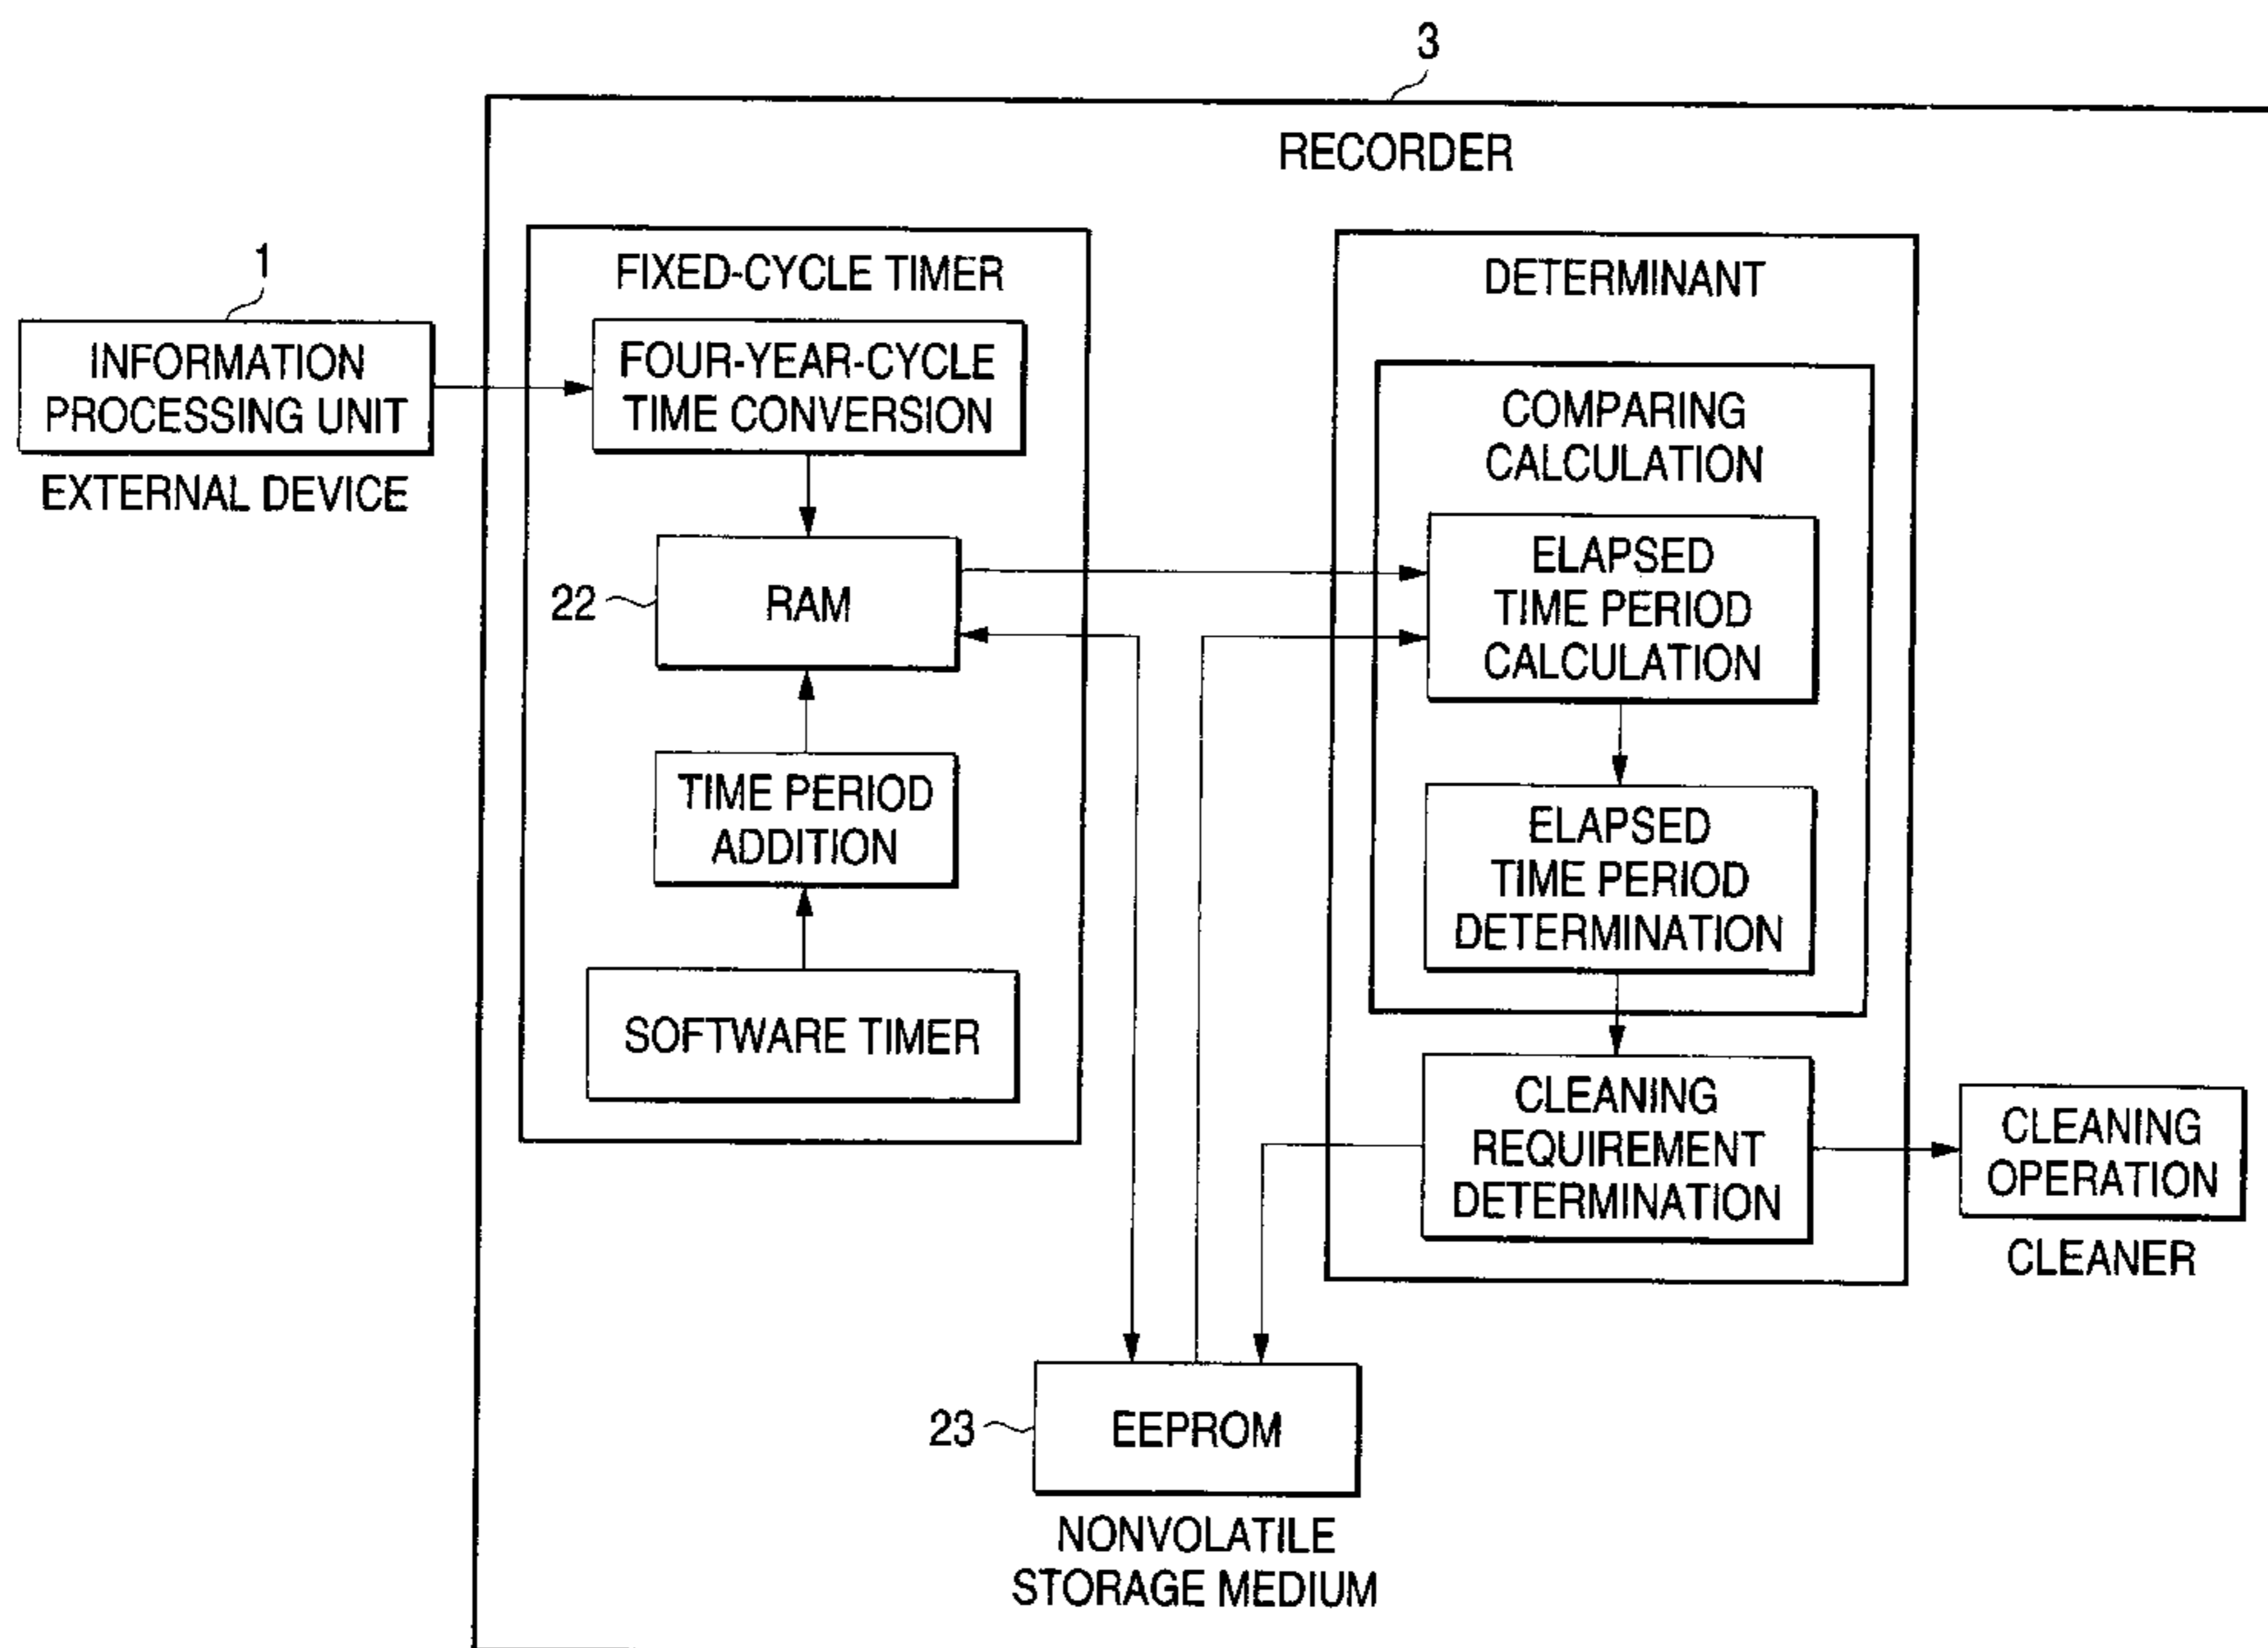 3
RECORDER
1
INFORMATION
PROCESSING UNIT
EXTERNAL DEVICE
FIXED-CYCLE TIMER
FOUR-YEAR-CYCLE
TIME CONVERSION
22
RAM
TIME PERIOD
ADDITION
SOFTWARE TIMER
DETERMINANT
COMPARING
CALCULATION
ELAPSED
TIME PERIOD
CALCULATION
ELAPSED
TIME PERIOD
DETERMINATION
CLEANING
REQUIREMENT
DETERMINATION
CLEANING
OPERATION
CLEANER
23
EEPROM
NONVOLATILE
STORAGE MEDIUM